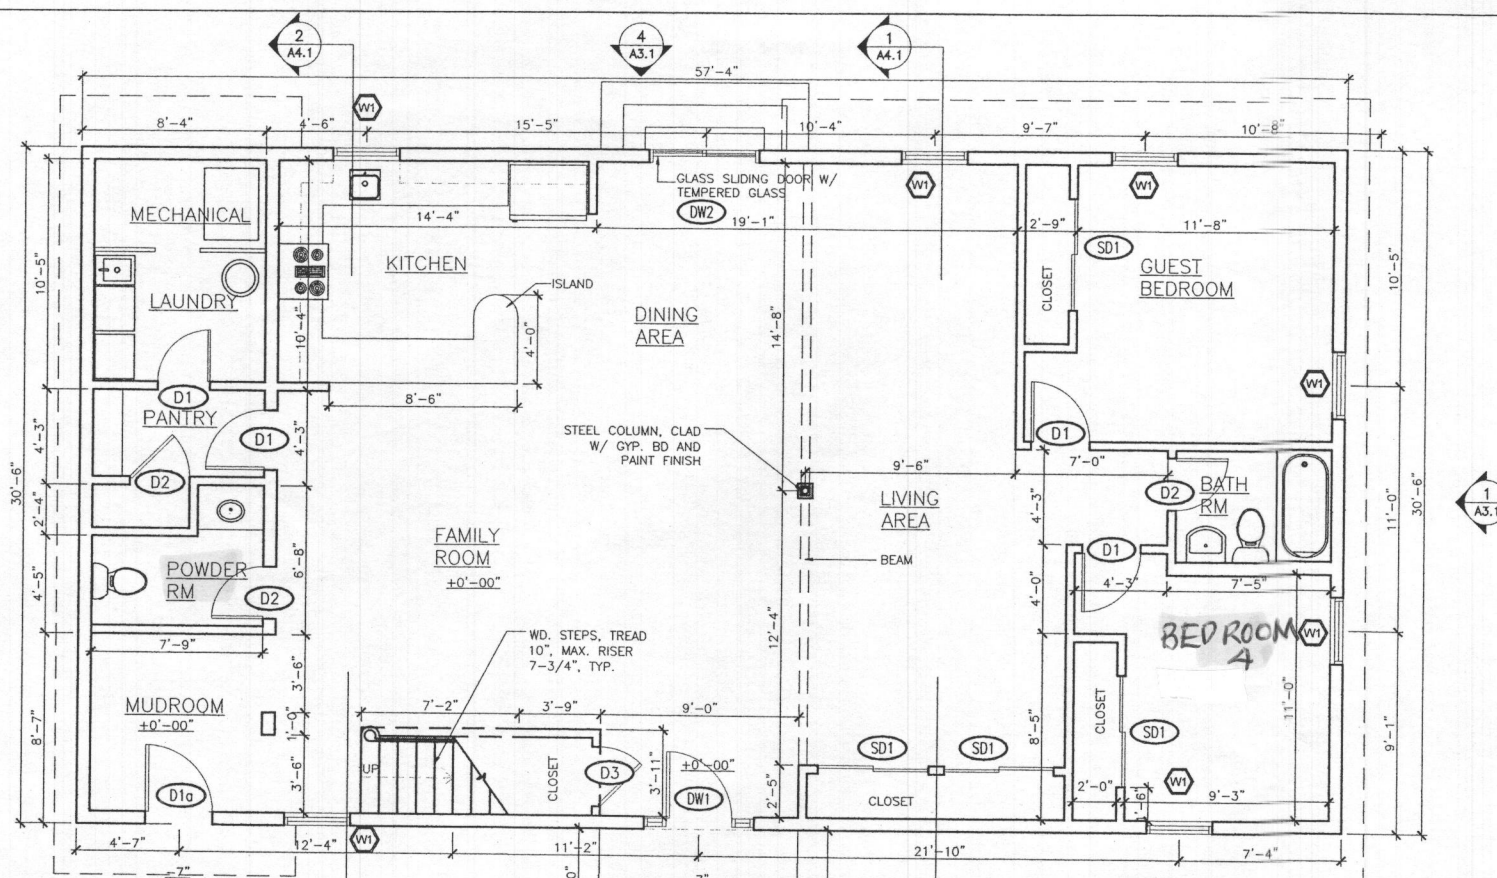 2
A4.1
4
A3.1
1
A4.1
57'-4"
8'-4"
4'-6"
W1
15'-5"
10'-4"
9'-7"
10'-8"
GLASS SLIDING DOOR W/
TEMPERED GLASS
DW2
W1
W1
MECHANICAL
14'-4"
19'-1"
2'-9"
11'-8"
SD1
10'-5"
KITCHEN
GUEST
BEDROOM
10'-5"
LAUNDRY
ISLAND
CLOSET
10'-4"
4'-0"
DINING
AREA
14'-8"
W1
D1
8'-6"
PANTRY
4'-3"
D1
4'-3"
STEEL COLUMN, CLAD
W/ GYP. BD AND
PAINT FINISH
D1
9'-6"
7'-0"
D2
30'-6"
2'-4"
LIVING
AREA
4'-3"
D2
BATH
RM
11'-0"
30'-6"
1
A3.1
FAMILY
ROOM
+0'-00"
BEAM
D1
4'-5"
POWDER
RM
6'-8"
D2
4'-0"
4'-3"
7'-5"
7'-9"
WD. STEPS, TREAD
10", MAX. RISER
7-3/4", TYP.
12'-4"
BEDROOM
4
W1
MUDROOM
+0'-00"
3'-6"
1'-0"
7'-2"
3'-9"
9'-0"
11'-0"
8'-7"
8'-5"
CLOSET
SD1
9'-1"
SD1
SD1
UP
CLOSET
D3
3'-11"
+0'-00"
3'-6"
D1a
DW1
2'-5"
CLOSET
2'-0"
1'-6"
W1
9'-3"
4'-7"
12'-4"
W1
11'-2"
21'-10"
7'-4"